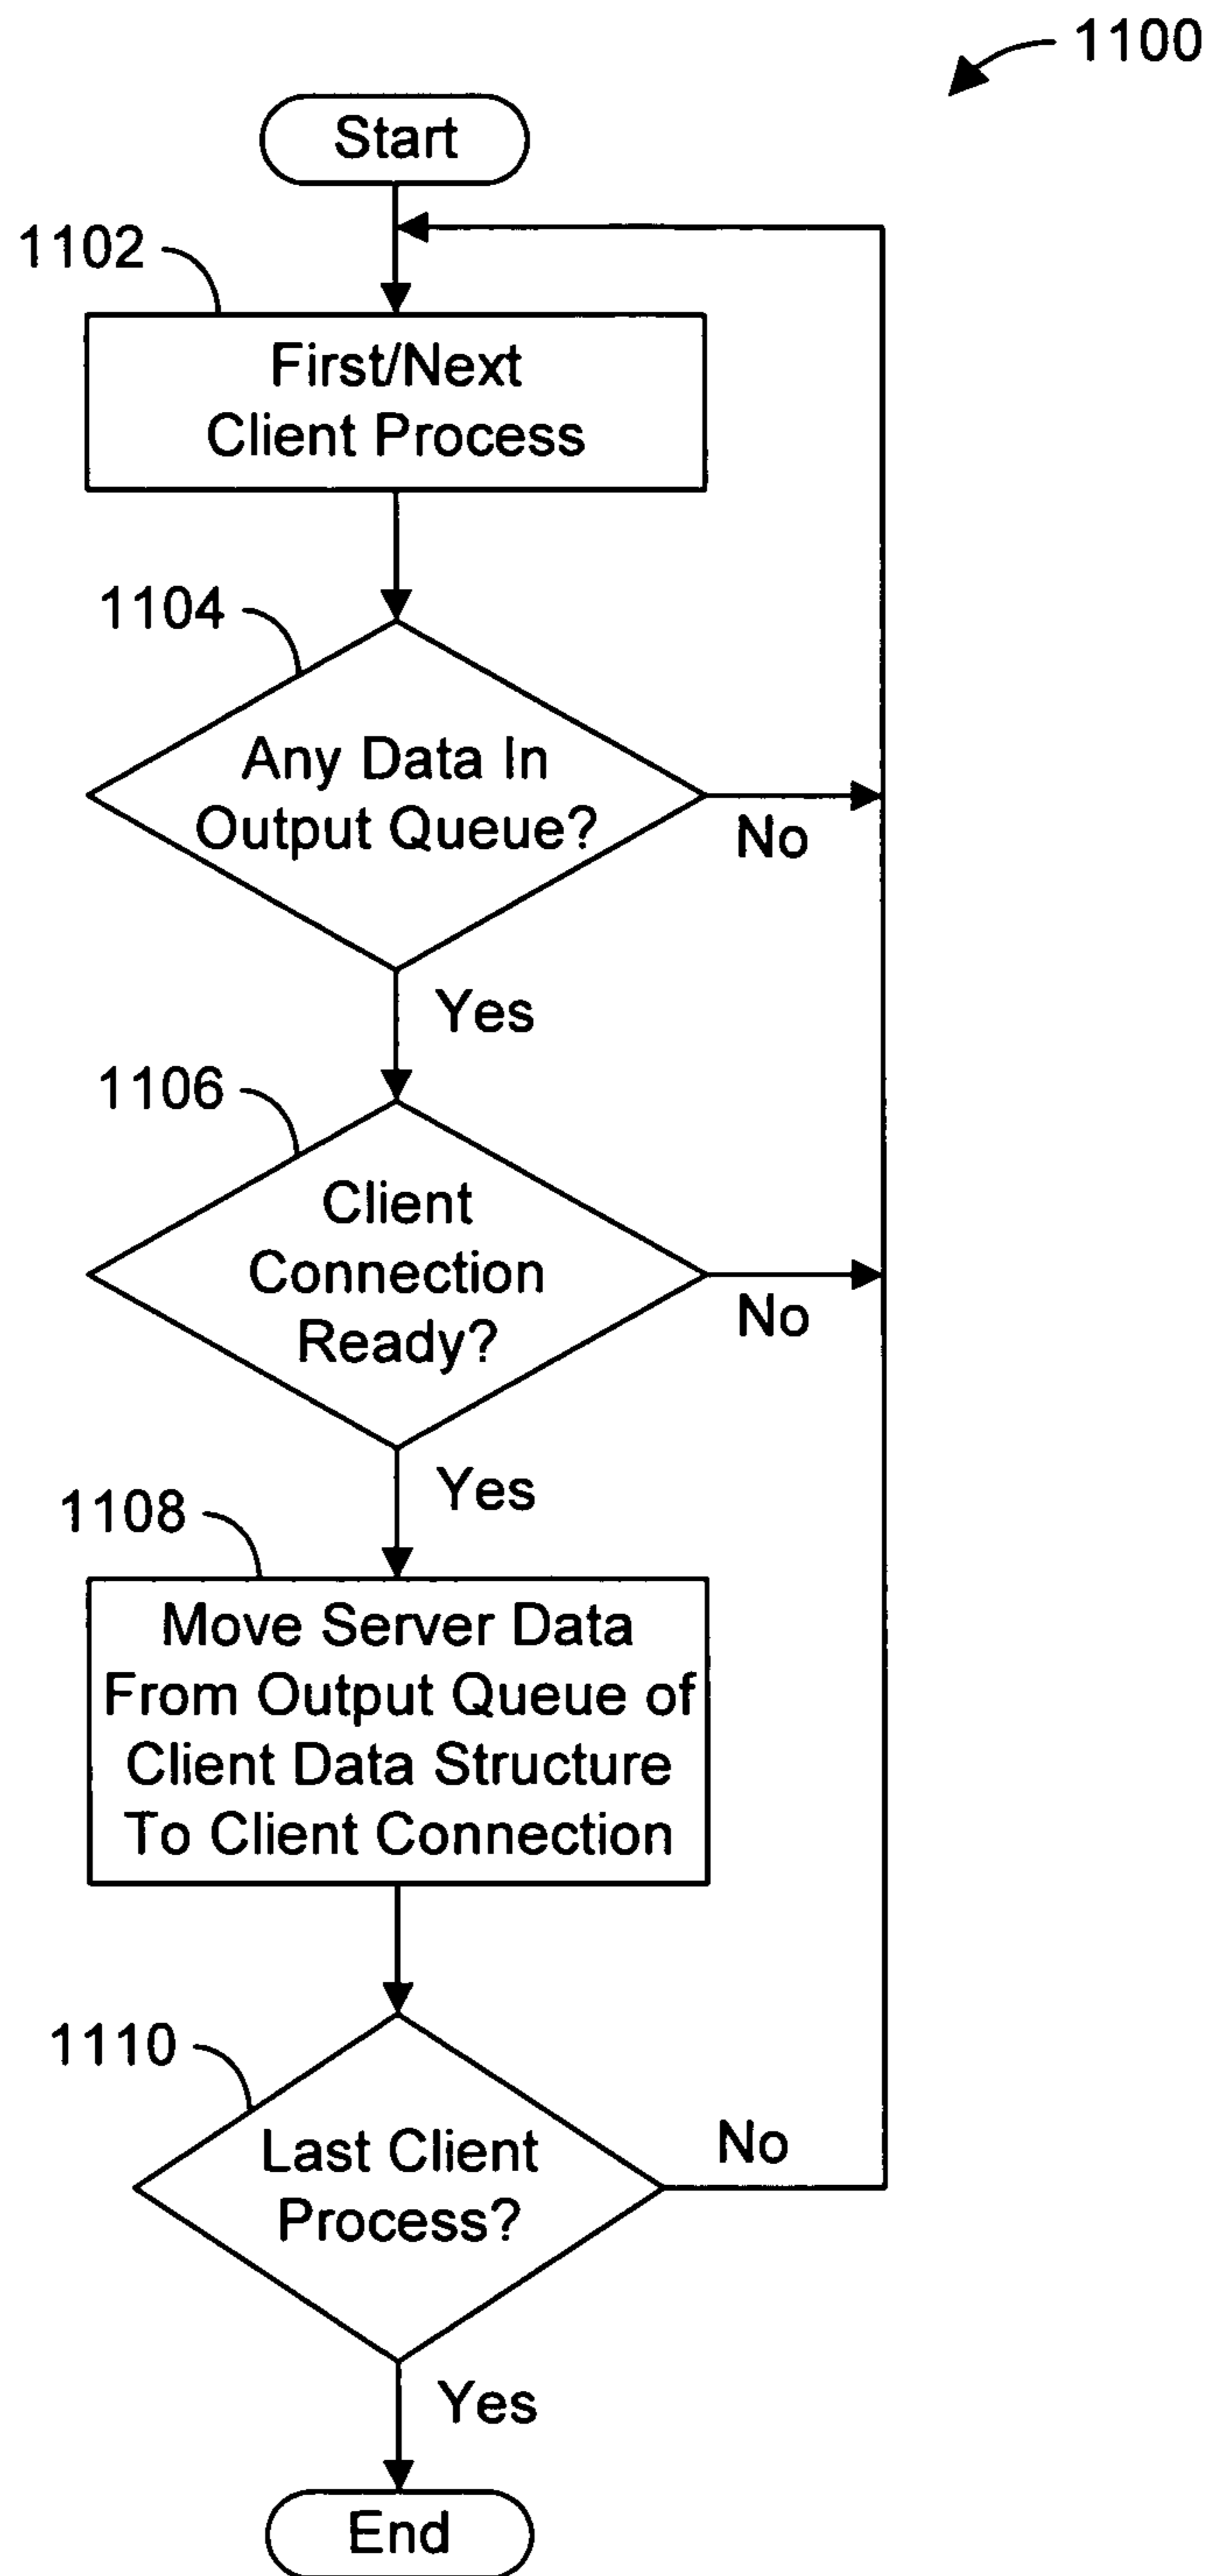 1100
Start
1102
First/Next
Client Process
1104
Any Data In
Output Queue?
No
Yes
1106
Client
Connection
Ready?
No
Yes
1108
Move Server Data
From Output Queue of
Client Data Structure
To Client Connection
1110
Last Client
Process?
No
Yes
End